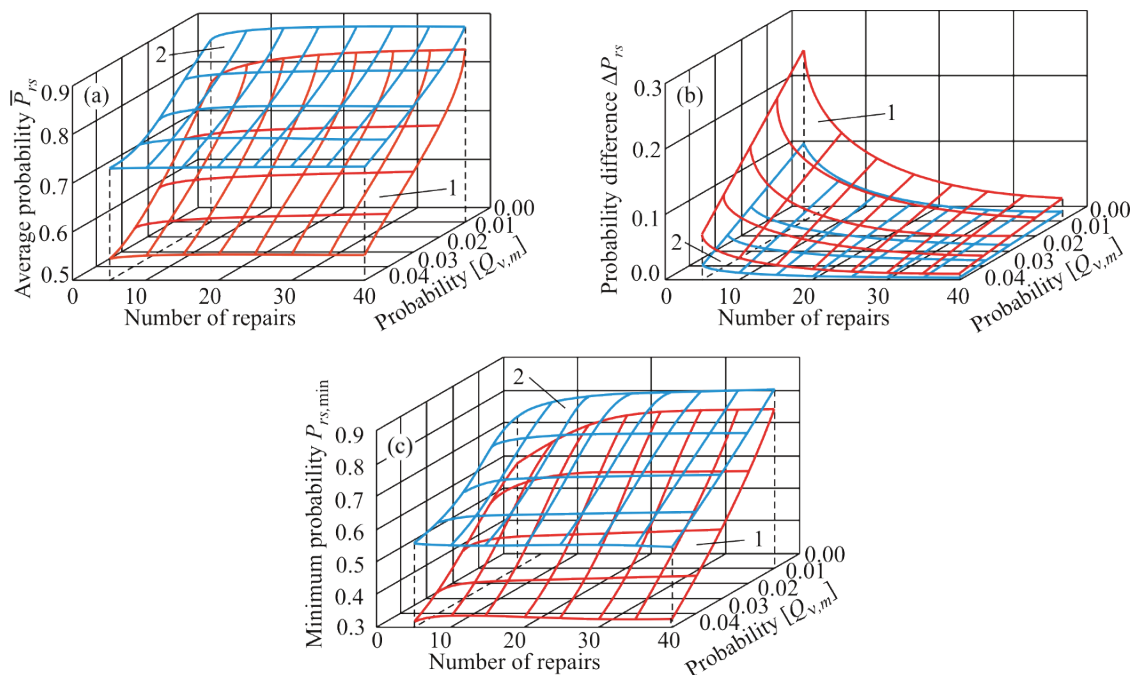 (a)
2
1
Average probability P̅rs
0.9
0.8
0.7
0.6
0.5
0 10 20 30 40
Number of repairs
0.04 0.03 0.02 0.01 0.00
Probability [Qν,m]
(b)
1
2
Probability difference ΔPrs
0.3
0.2
0.1
0.0
0 10 20 30 40
Number of repairs
0.04 0.03 0.02 0.01 0.00
Probability [Qν,m]
(c)
2
1
Minimum probability Prs,min
0.9
0.8
0.7
0.6
0.5
0.4
0.3
0 10 20 30 40
Number of repairs
0.04 0.03 0.02 0.01 0.00
Probability [Qν,m]